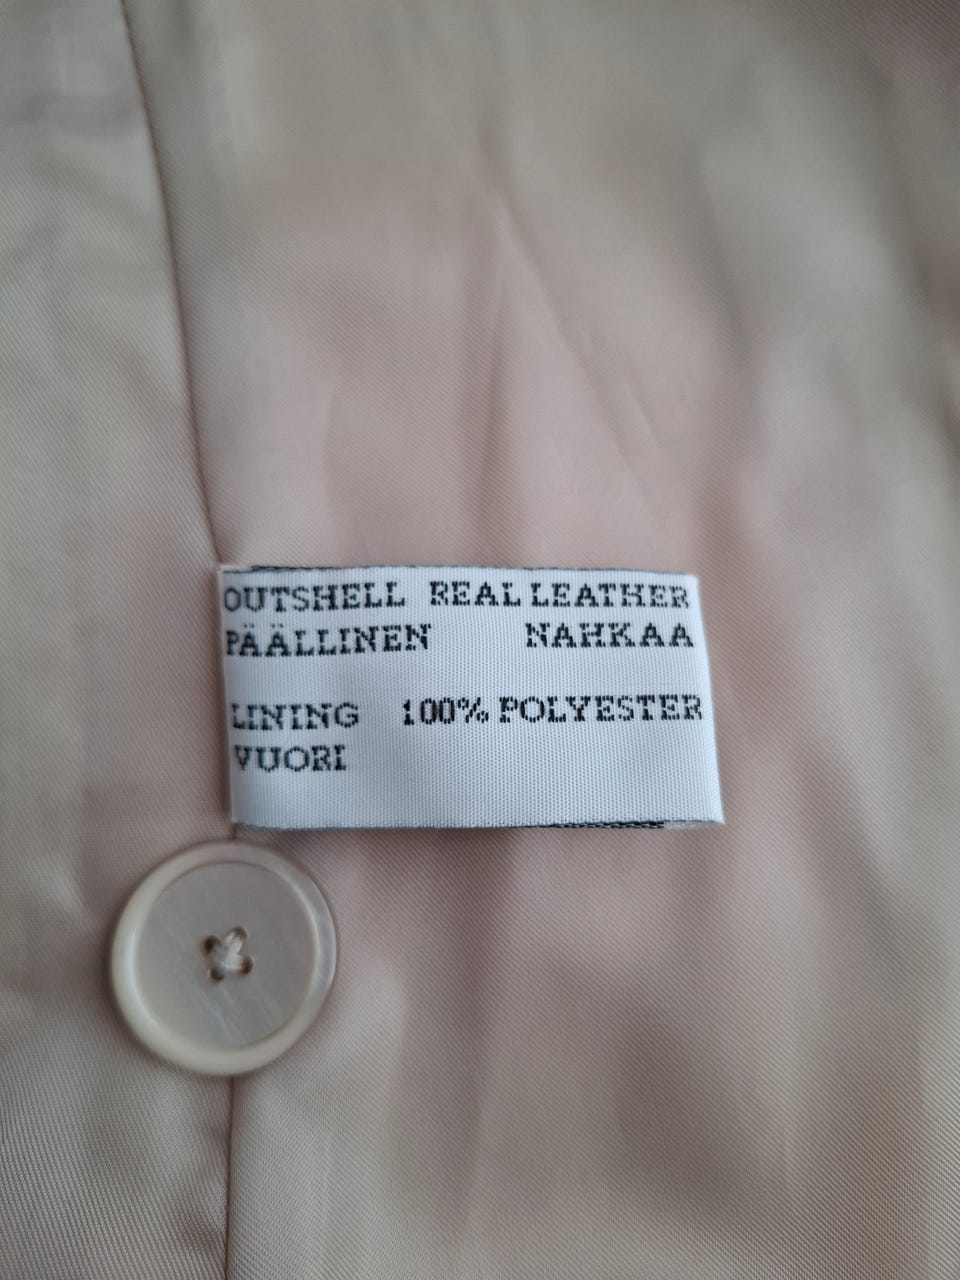 OUTSHELL REAL LEATHER
PÄÄLLINEN NAHKAA
LINING 100% POLYESTER
VUORI